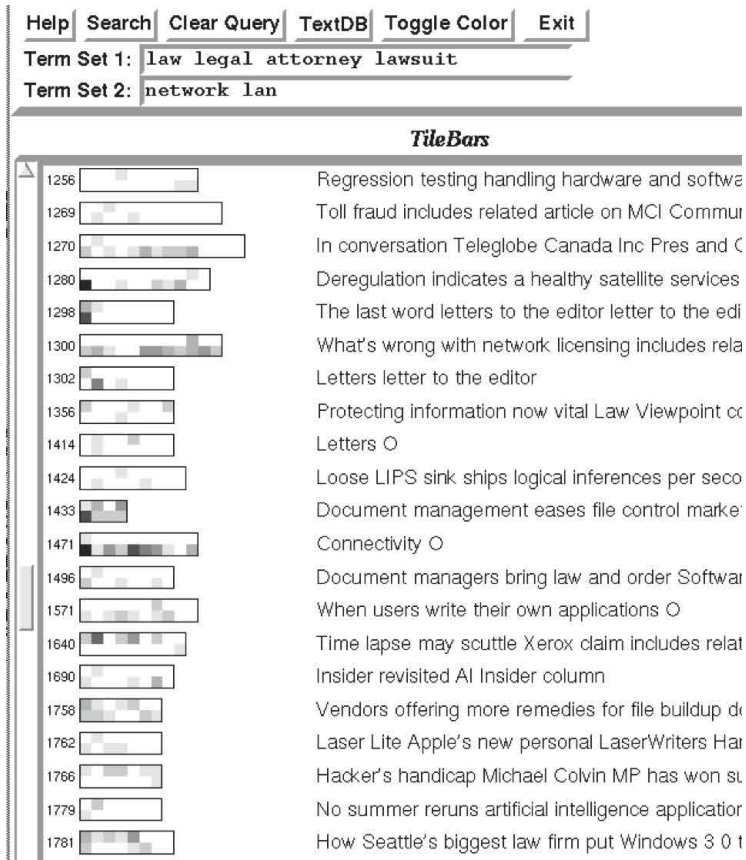 Help Search Clear Query TextDB Toggle Color Exit
Term Set 1: law legal attorney lawsuit
Term Set 2: network lan
TileBars
1256 Regression testing handling hardware and softwa
1269 Toll fraud includes related article on MCI Commu
1270 In conversation Teleglobe Canada Inc Pres and C
1280 Deregulation indicates a healthy satellite services
1298 The last word letters to the editor letter to the edi
1300 What's wrong with network licensing includes rela
1302 Letters letter to the editor
1356 Protecting information now vital Law Viewpoint co
1414 Letters O
1424 Loose LIPS sink ships logical inferences per seco
1433 Document management eases file control market
1471 Connectivity O
1496 Document managers bring law and order Softwar
1571 When users write their own applications O
1640 Time lapse may scuttle Xerox claim includes relat
1690 Insider revisited AI Insider column
1758 Vendors offering more remedies for file buildup do
1762 Laser Lite Apple's new personal LaserWriters Har
1766 Hacker's handicap Michael Colvin MP has won su
1779 No summer reruns artificial intelligence application
1781 How Seattle's biggest law firm put Windows 3 0 t